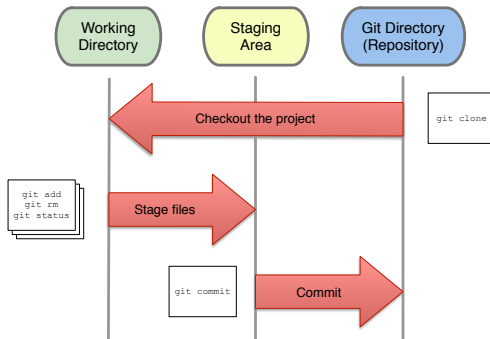 Working
Directory
Staging
Area
Git Directory
(Repository)
Checkout the project
git clone
git add
git rm
git status
Stage files
git commit
Commit